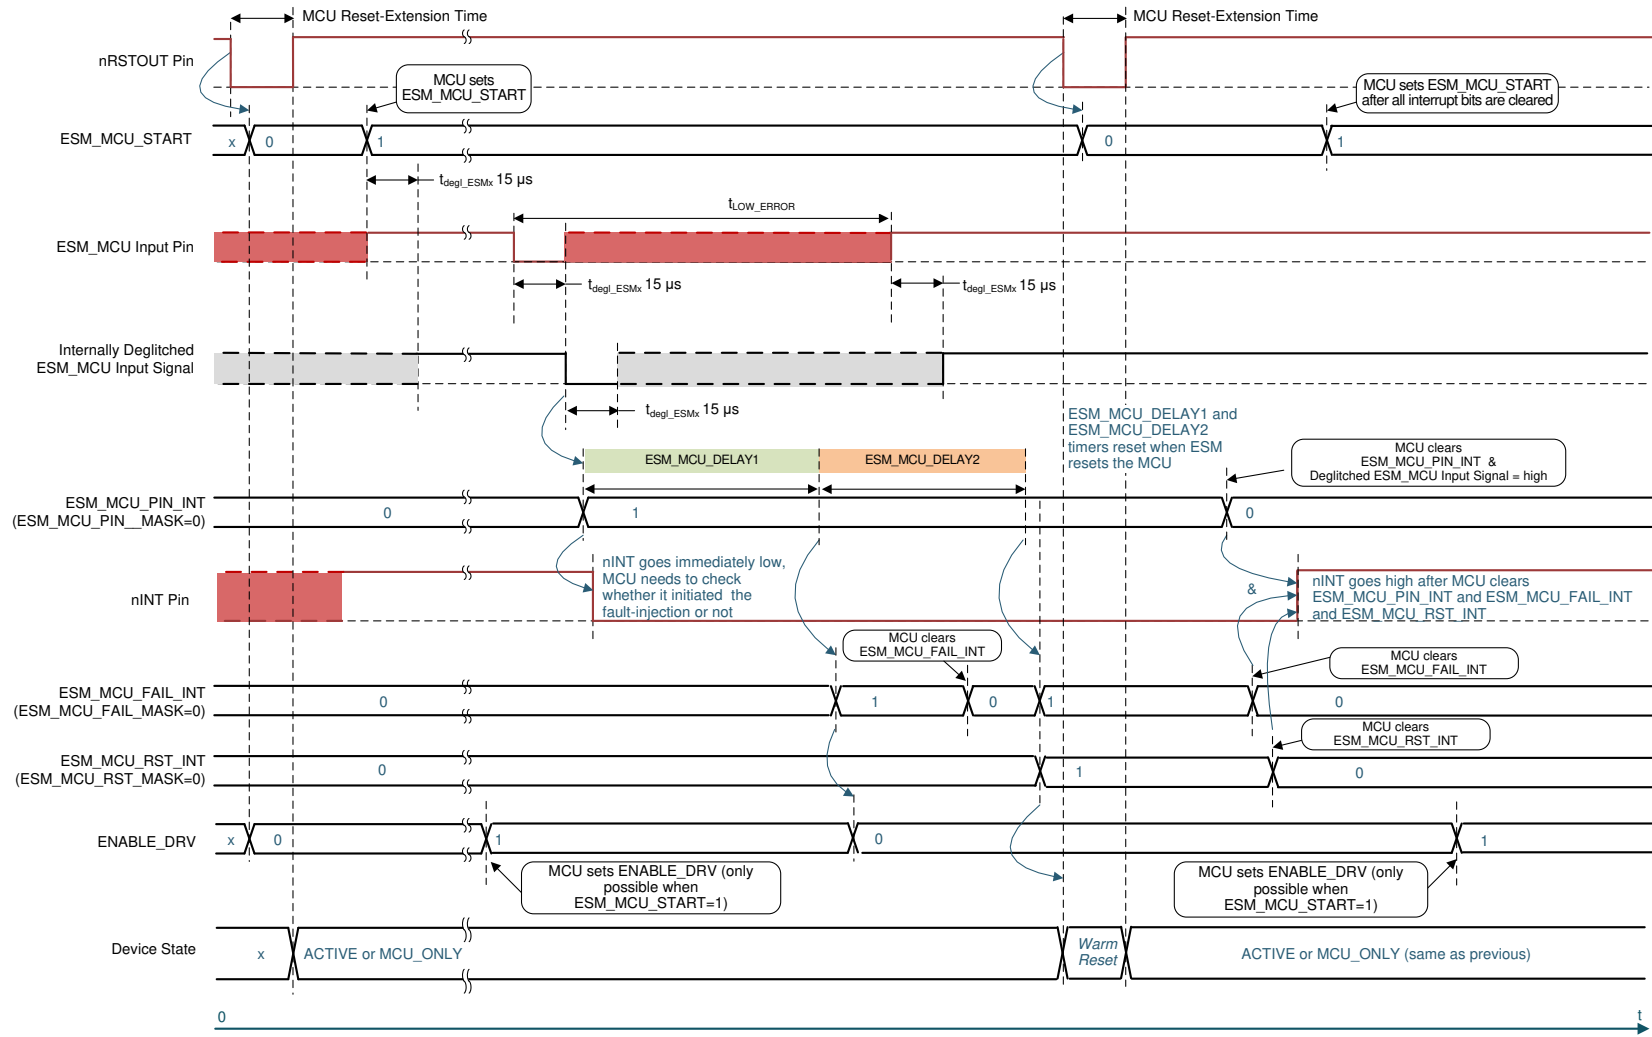 MCU Reset-Extension Time
MCU Reset-Extension Time
nRSTOUT Pin
MCU sets
ESM_MCU_START
MCU sets ESM_MCU_START
after all interrupt bits are cleared
ESM_MCU_START
x
0
1
0
1
tdegl_ESMx 15 µs
tLOW_ERROR
ESM_MCU Input Pin
tdegl_ESMx 15 µs
tdegl_ESMx 15 µs
Internally Deglitched
ESM_MCU Input Signal
tdegl_ESMx 15 µs
ESM_MCU_DELAY1 and
ESM_MCU_DELAY2
timers reset when ESM
resets the MCU
ESM_MCU_DELAY1
ESM_MCU_DELAY2
MCU clears
ESM_MCU_PIN_INT &
Deglitched ESM_MCU Input Signal = high
ESM_MCU_PIN_INT
(ESM_MCU_PIN__MASK=0)
0
1
0
nINT Pin
nINT goes immediately low,
MCU needs to check
whether it initiated the
fault-injection or not
&
nINT goes high after MCU clears
ESM_MCU_PIN_INT and ESM_MCU_FAIL_INT
and ESM_MCU_RST_INT
MCU clears
ESM_MCU_FAIL_INT
MCU clears
ESM_MCU_FAIL_INT
ESM_MCU_FAIL_INT
(ESM_MCU_FAIL_MASK=0)
0
1
0
1
0
MCU clears
ESM_MCU_RST_INT
ESM_MCU_RST_INT
(ESM_MCU_RST_MASK=0)
0
1
0
ENABLE_DRV
x
0
1
0
1
MCU sets ENABLE_DRV (only
possible when
ESM_MCU_START=1)
MCU sets ENABLE_DRV (only
possible when
ESM_MCU_START=1)
Device State
x
ACTIVE or MCU_ONLY
Warm
Reset
ACTIVE or MCU_ONLY (same as previous)
0
t